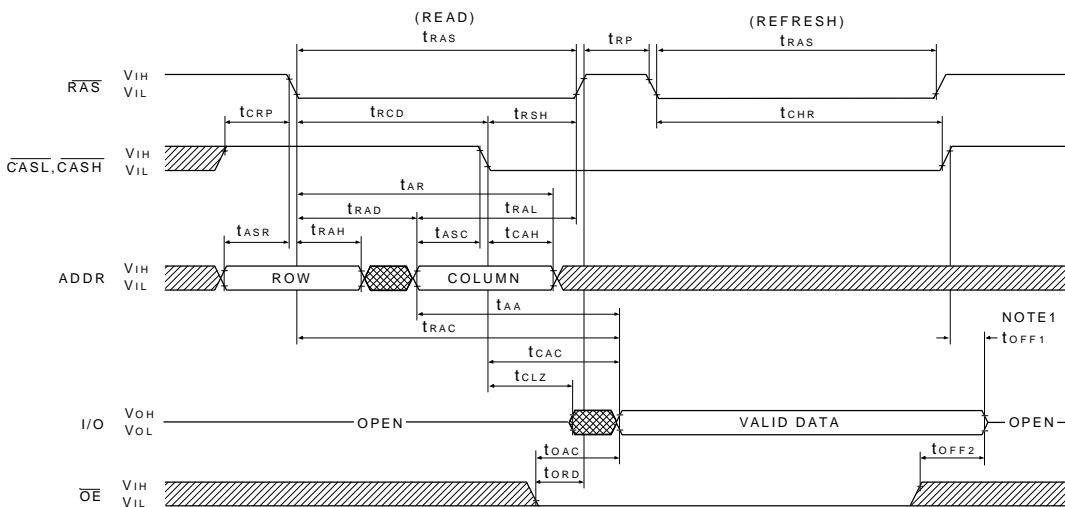 (READ) (REFRESH)
tRAS tRP tRAS
RAS VIH
VIL
tCRP tRCD tRSH tCHR
CASL,CASH VIH
VIL
tAR
tRAD tRAL
tASR tRAH tASC tCAH
ADDR VIH
VIL
ROW COLUMN
tAA
tRAC
NOTE1
tOFF1
tCAC
tCLZ
I/O VOH
VOL
OPEN VALID DATA OPEN
tOAC tOFF2
tORD
OE VIH
VIL